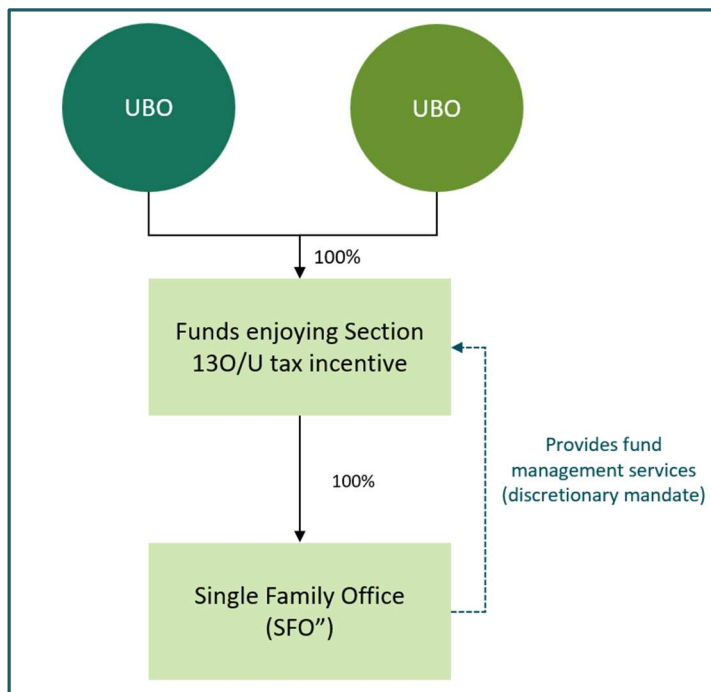 UBO
UBO
100%
Funds enjoying Section
13O/U tax incentive
100%
Provides fund
management services
(discretionary mandate)
Single Family Office
(SFO”)